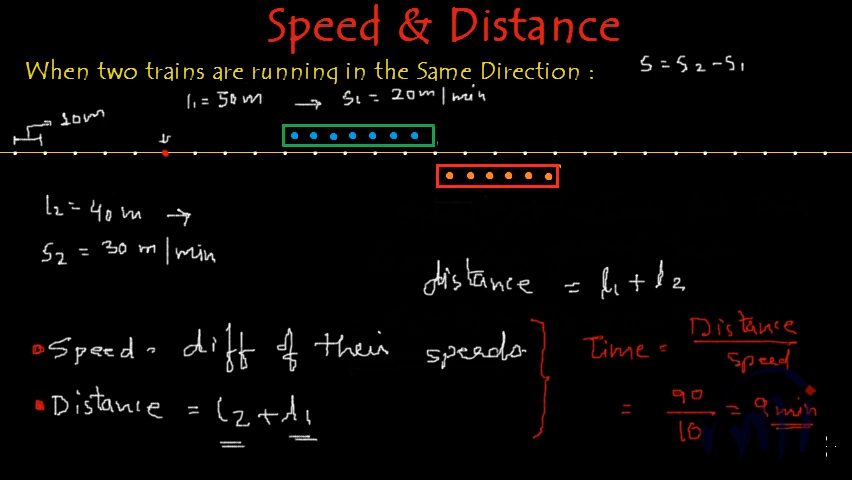 Speed & Distance
When two trains are running in the Same Direction :
S = S2 - S1
l1 = 50m → S1 = 20m/min
10m
l2 = 40 m →
S2 = 30 m/min
distance = l1 + l2
Speed = diff of their speeds
Distance = l2 + l1
Time = Distance / Speed
= 90 / 10 = 9 min